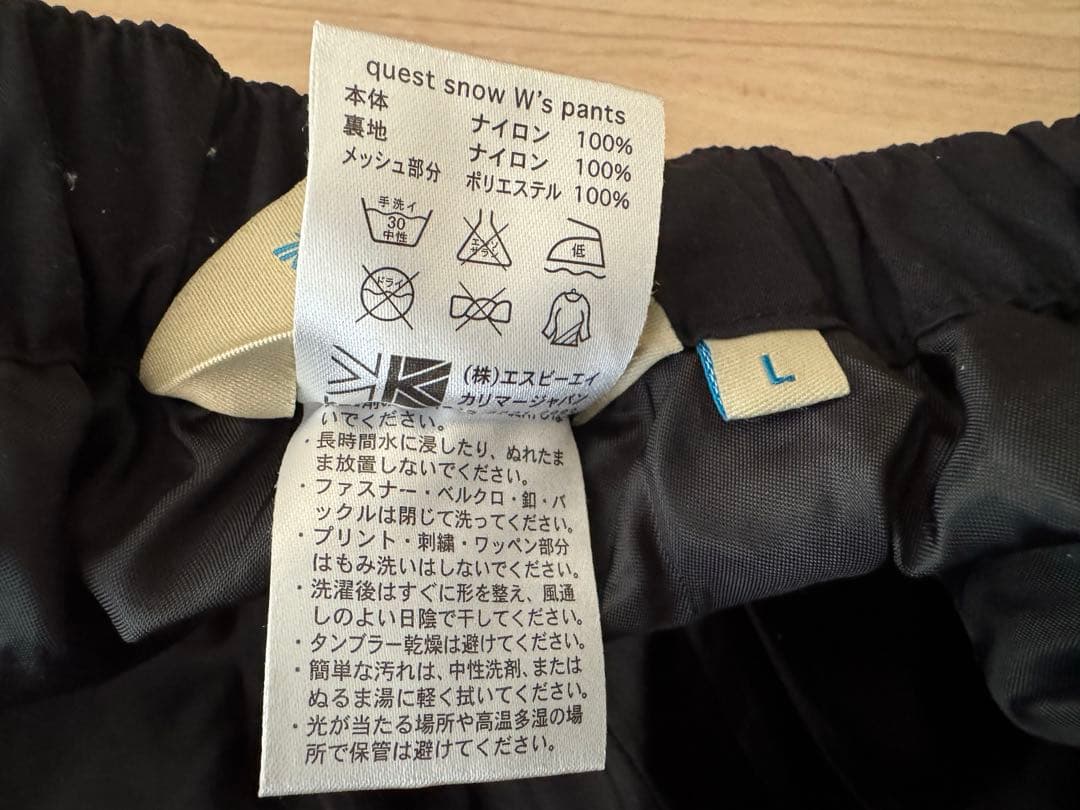 quest snow W's pants
本体 ナイロン 100%
裏地 ナイロン 100%
メッシュ部分 ポリエステル 100%
手洗イ
30
中性
エンソ
サラシ
低
ドライ
(株)エスピーエイ
カリマージャパン
L
いでください。
・長時間水に浸したり、ぬれたま
ま放置しないでください。
・ファスナー・ベルクロ・釦・バ
ックルは閉じて洗ってください。
・プリント・刺繍・ワッペン部分
はもみ洗いはしないでください。
・洗濯後はすぐに形を整え、風通
しのよい日陰で干してください。
・タンブラー乾燥は避けてください。
・簡単な汚れは、中性洗剤、または
ぬるま湯に軽く拭いてください。
・光が当たる場所や高温多湿の場
所で保管は避けてください。